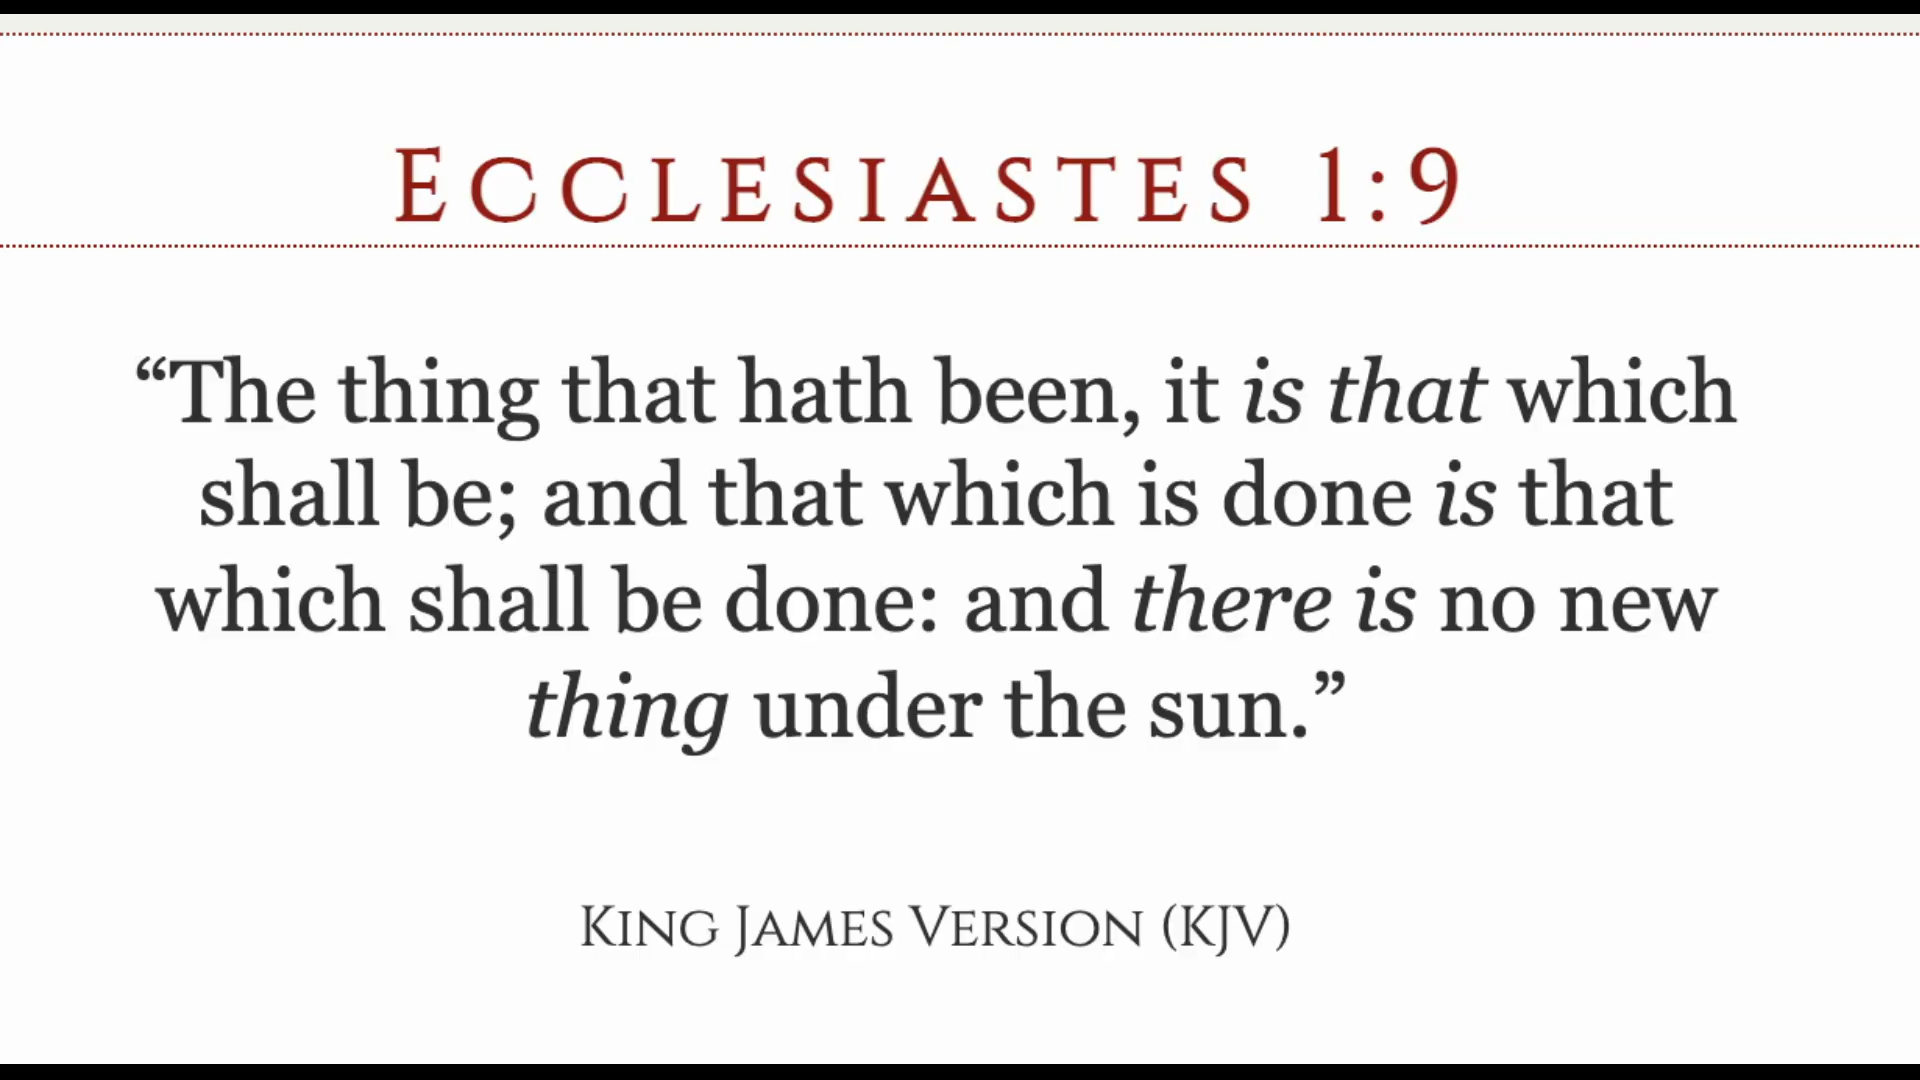 Ecclesiastes 1:9
“The thing that hath been, it is that which
shall be; and that which is done is that
which shall be done: and there is no new
thing under the sun.”
King James Version (KJV)